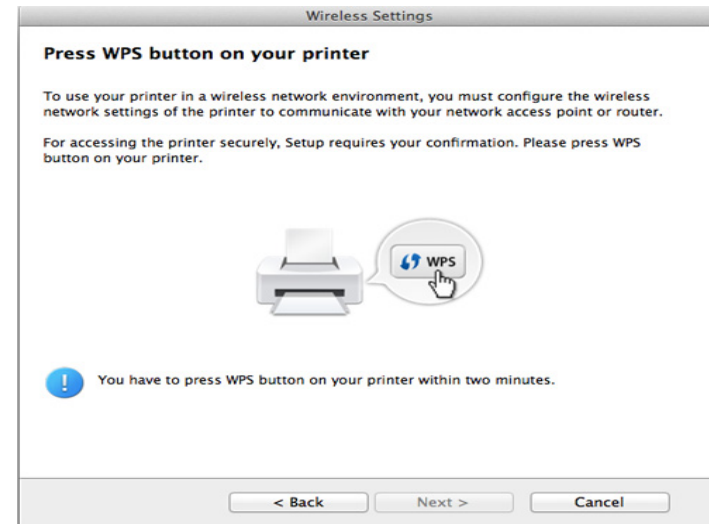 Wireless Settings
Press WPS button on your printer
To use your printer in a wireless network environment, you must configure the wireless
network settings of the printer to communicate with your network access point or router.
For accessing the printer securely, Setup requires your confirmation. Please press WPS
button on your printer.
WPS
You have to press WPS button on your printer within two minutes.
< Back Next > Cancel